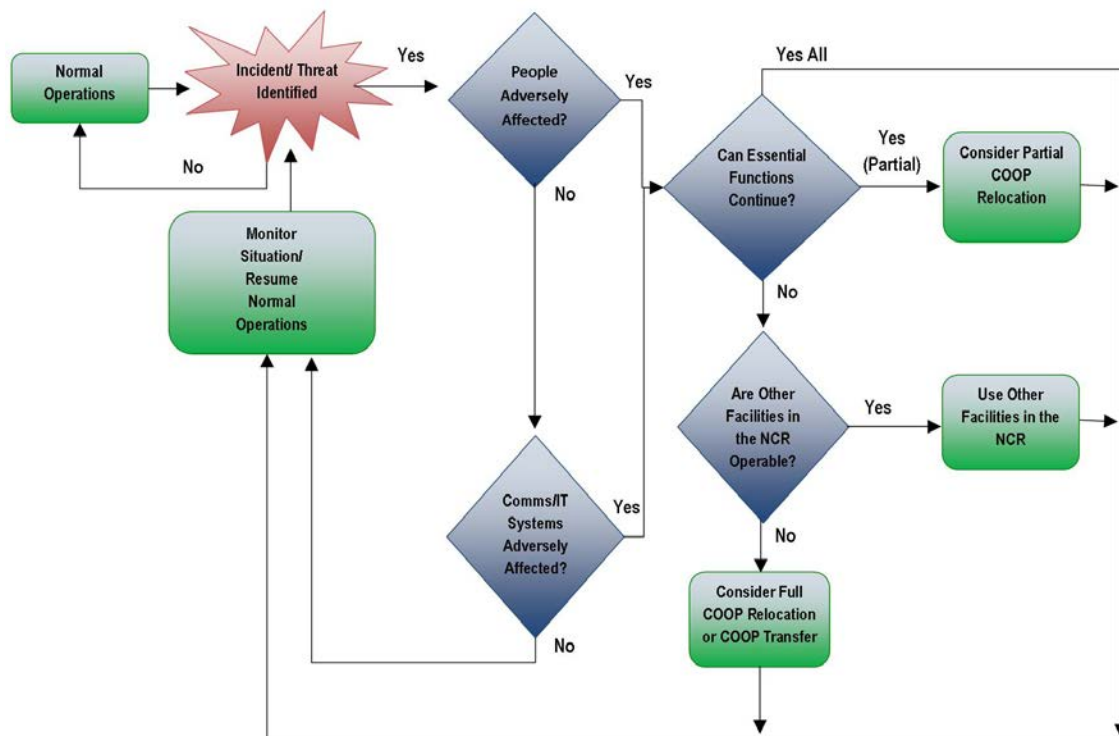 Normal
Operations
Incident/ Threat
Identified
Yes
No
People
Adversely
Affected?
Yes
No
Yes All
Can Essential
Functions
Continue?
Yes
(Partial)
No
Consider Partial
COOP
Relocation
Monitor
Situation/
Resume
Normal
Operations
Are Other
Facilities in
the NCR
Operable?
Yes
No
Use Other
Facilities in the
NCR
Comms/IT
Systems
Adversely
Affected?
Yes
No
Consider Full
COOP Relocation
or COOP Transfer